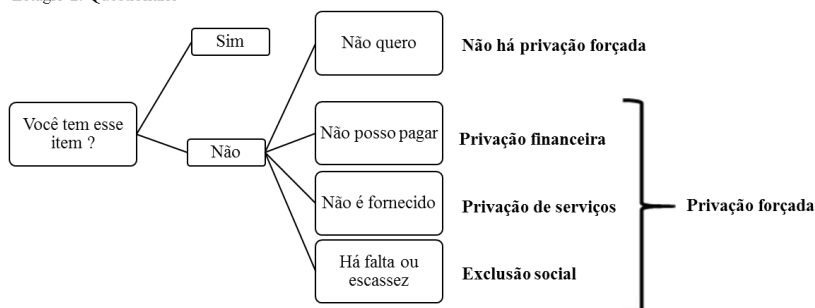 Sim
Não quero
Não há privação forçada
Você tem esse
item ?
Não
Não posso pagar
Privação financeira
Não é fornecido
Privação de serviços
Privação forçada
Há falta ou
escassez
Exclusão social